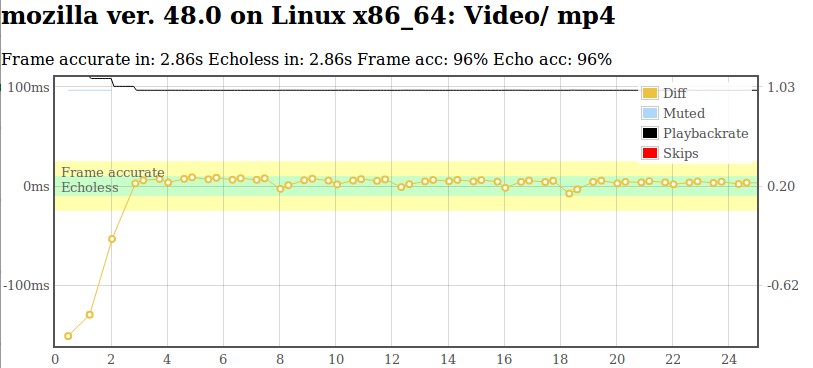 mozilla ver. 48.0 on Linux x86_64: Video/ mp4
Frame accurate in: 2.86s Echoless in: 2.86s Frame acc: 96% Echo acc: 96%
100ms
1.03
Diff
Muted
Playbackrate
Skips
Frame accurate
Echoless
0ms
0.20
-100ms
-0.62
0 2 4 6 8 10 12 14 16 18 20 22 24